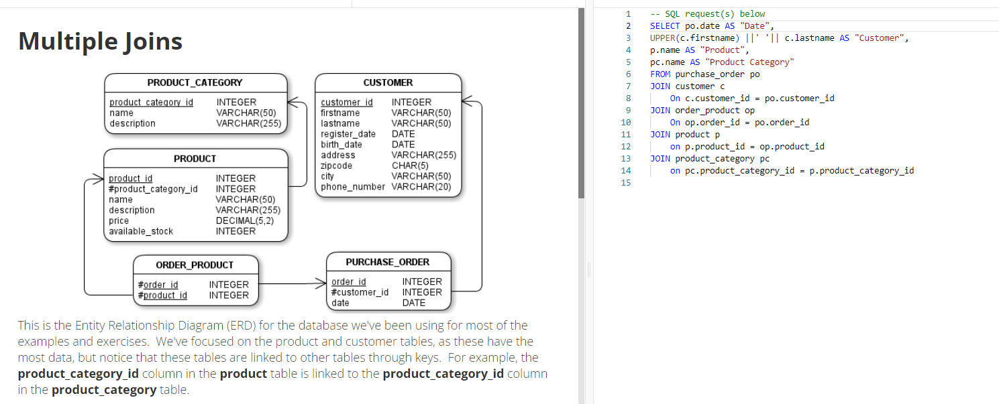 Multiple Joins
PRODUCT_CATEGORY
product_category_id INTEGER
name VARCHAR(50)
description VARCHAR(255)
CUSTOMER
customer_id INTEGER
firstname VARCHAR(50)
lastname VARCHAR(50)
register_date DATE
birth_date DATE
address VARCHAR(255)
zipcode CHAR(5)
city VARCHAR(50)
phone_number VARCHAR(20)
PRODUCT
product_id INTEGER
#product_category_id INTEGER
name VARCHAR(50)
description VARCHAR(255)
price DECIMAL(5,2)
available_stock INTEGER
ORDER_PRODUCT
#order_id INTEGER
#product_id INTEGER
PURCHASE_ORDER
order_id INTEGER
#customer_id INTEGER
date DATE
This is the Entity Relationship Diagram (ERD) for the database we've been using for most of the
examples and exercises. We've focused on the product and customer tables, as these have the
most data, but notice that these tables are linked to other tables through keys. For example, the
product_category_id column in the product table is linked to the product_category_id column
in the product_category table.
1 -- SQL request(s) below
2 SELECT po.date AS "Date",
3 UPPER(c.firstname) ||' '|| c.lastname AS "Customer",
4 p.name AS "Product",
5 pc.name AS "Product Category"
6 FROM purchase_order po
7 JOIN customer c
8 On c.customer_id = po.customer_id
9 JOIN order_product op
10 On op.order_id = po.order_id
11 JOIN product p
12 on p.product_id = op.product_id
13 JOIN product_category pc
14 on pc.product_category_id = p.product_category_id
15